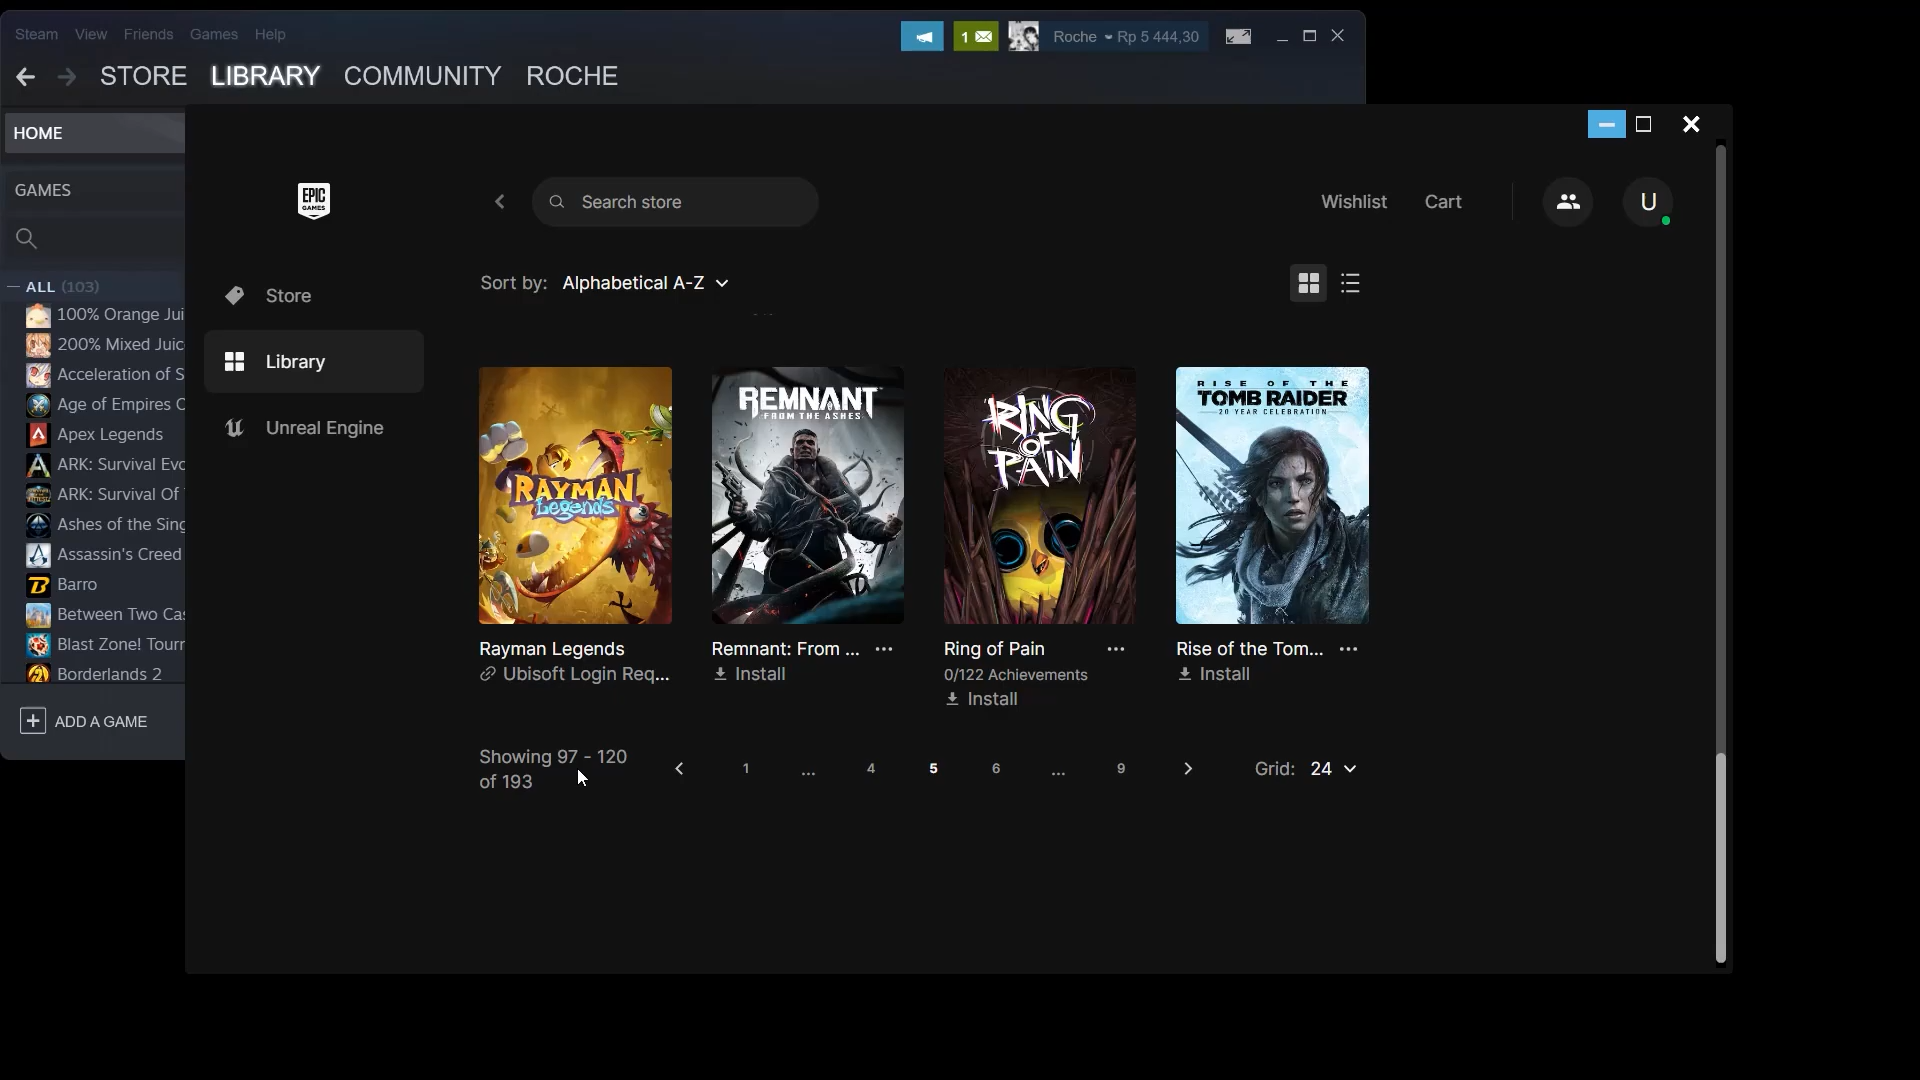 Steam View Friends Games Help
1
Roche Rp 5 444,30
STORE LIBRARY COMMUNITY ROCHE
HOME
GAMES
ALL (103)
100% Orange Jui
200% Mixed Juic
Acceleration of S
Age of Empires O
Apex Legends
ARK: Survival Evo
ARK: Survival Of
Ashes of the Sing
Assassin's Creed
Barro
Between Two Cas
Blast Zone! Tourn
Borderlands 2
ADD A GAME
EPIC
GAMES
Search store
Wishlist Cart
U
Store
Library
Unreal Engine
Sort by: Alphabetical A-Z
RAYMAN
Legends
REMNANT
FROM THE ASHES
RING
OF
PAIN
RISE OF THE
TOMB RAIDER
20 YEAR CELEBRATION
Rayman Legends
Ubisoft Login Req...
Remnant: From ...
Install
Ring of Pain
0/122 Achievements
Install
Rise of the Tom...
Install
Showing 97 - 120
of 193
1 ... 4 5 6 ... 9
Grid: 24